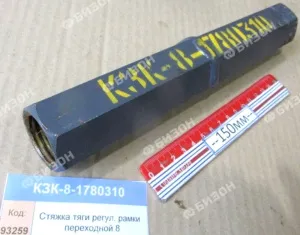 КЗК-8-1780310
--150мм--
КЗК-8-1780310
Код:
93259
Стяжка тяги регул. рамки
переходной 8
БИЗОН